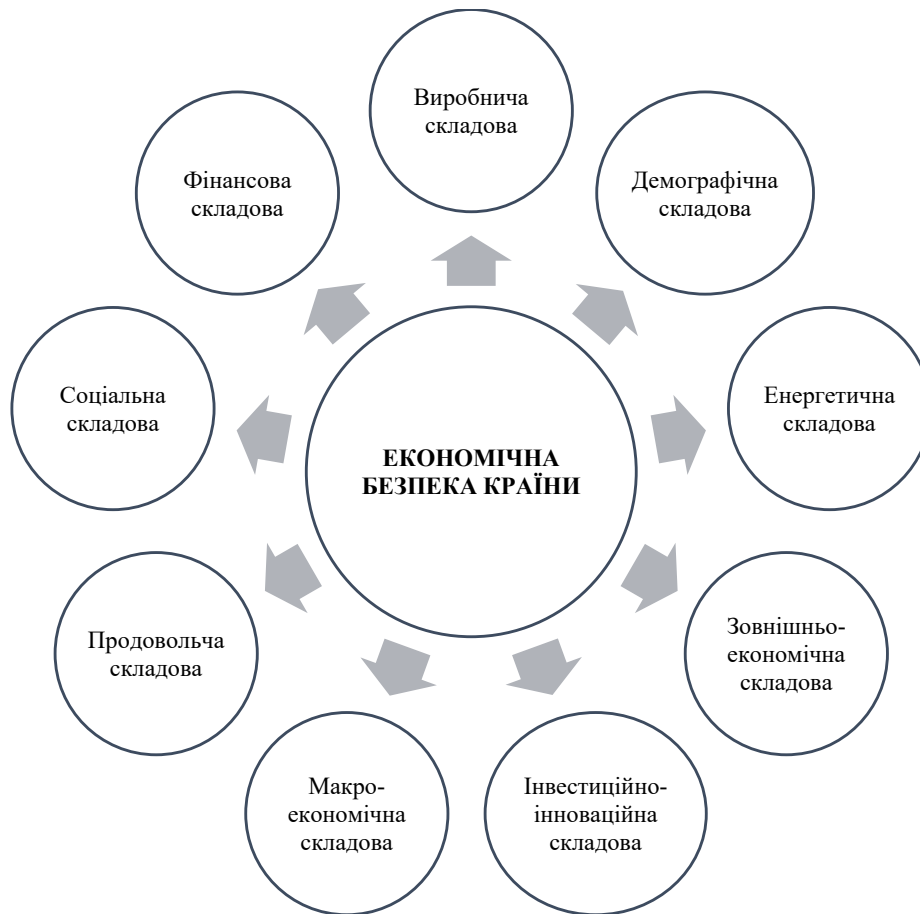 Виробнича
складова
Демографічна
складова
Енергетична
складова
Зовнішньо-
економічна
складова
Інвестиційно-
інноваційна
складова
Макро-
економічна
складова
Продовольча
складова
Соціальна
складова
Фінансова
складова
ЕКОНОМІЧНА
БЕЗПЕКА КРАЇНИ